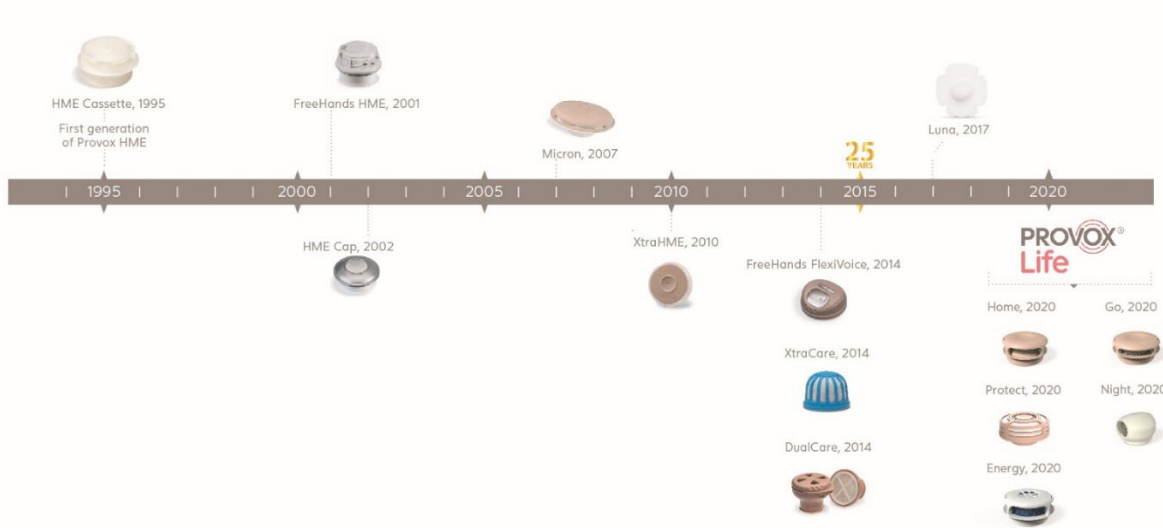 HME Cassette, 1995
First generation
of Provox HME
FreeHands HME, 2001
Micron, 2007
25
YEARS
Luna, 2017
1995
2000
2005
2010
2015
2020
HME Cap, 2002
XtraHME, 2010
FreeHands FlexiVoice, 2014
XtraCare, 2014
DualCare, 2014
PROVOX®
Life
Home, 2020
Go, 2020
Protect, 2020
Night, 2020
Energy, 2020